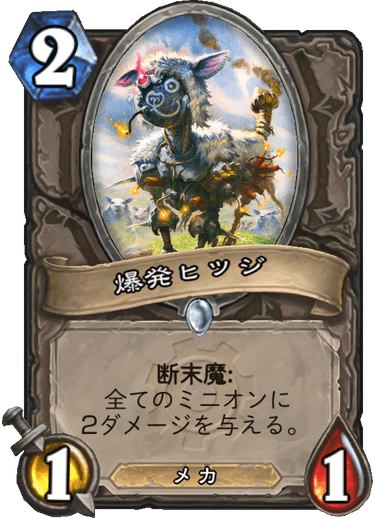 2
爆発ヒツジ
断末魔:
全てのミニオンに
2ダメージを与える。
メカ
1
1